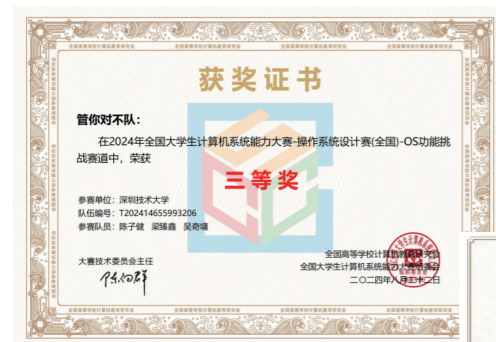 获奖证书
管你对不队：
在2024年全国大学生计算机系统能力大赛-操作系统设计赛(全国)-OS功能挑
战赛道中，荣获
三等奖
参赛单位：深圳技术大学
队伍编号：T202414655993206
参赛队员：陈子健 梁臻鑫 吴奇墉
大赛技术委员会主任
全国高等学校计算机教育研究会
全国大学生计算机系统能力大赛组委会
二〇二四年八月二十二日